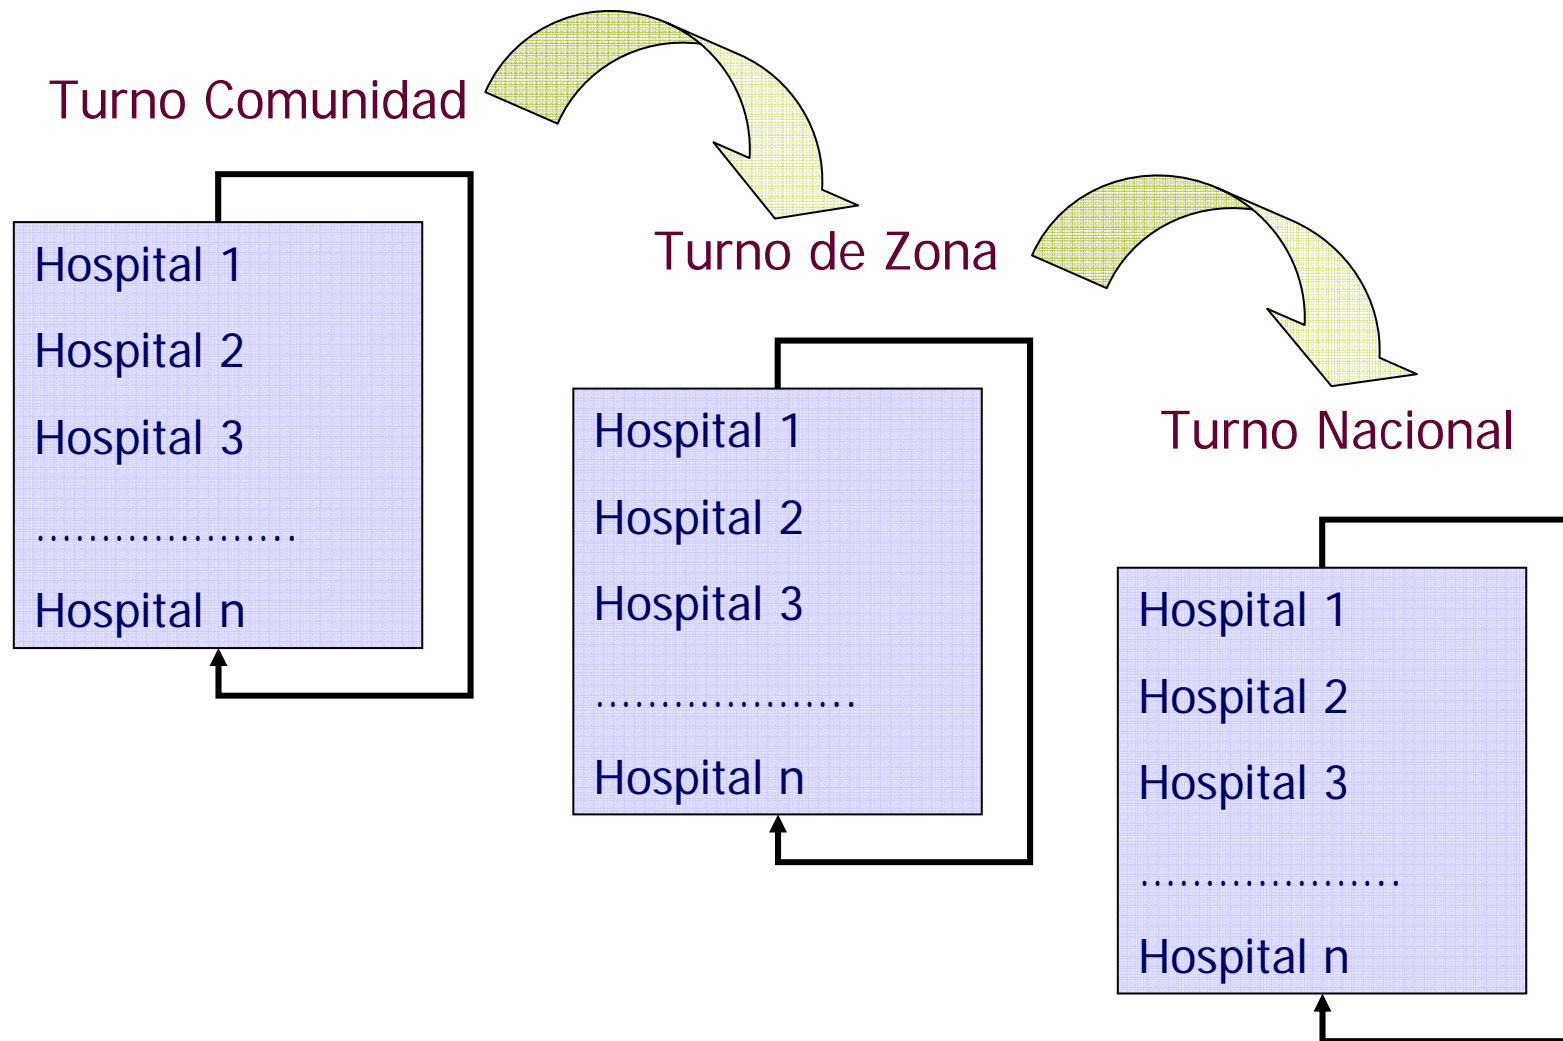 Turno Comunidad
Hospital 1
Hospital 2
Hospital 3
....................
Hospital n
Turno de Zona
Hospital 1
Hospital 2
Hospital 3
....................
Hospital n
Turno Nacional
Hospital 1
Hospital 2
Hospital 3
....................
Hospital n